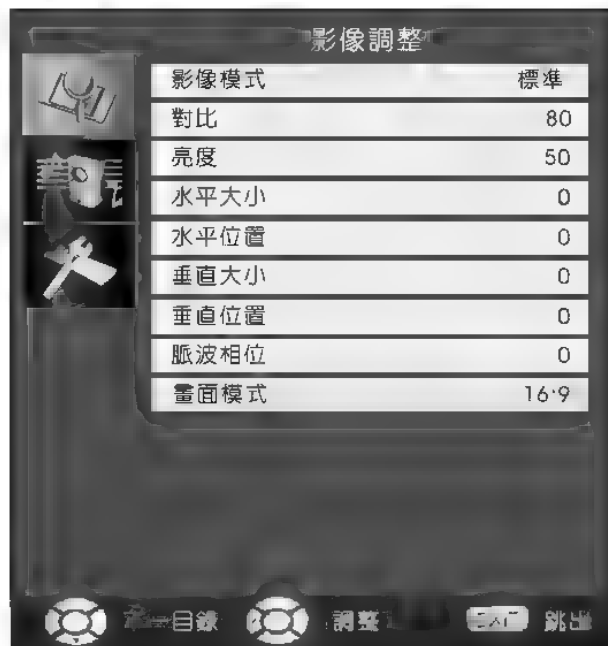 影像調整
影像模式 標準
對比 80
亮度 50
水平大小 0
水平位置 0
垂直大小 0
垂直位置 0
脈波相位 0
畫面模式 16:9
目錄 調整 跳出